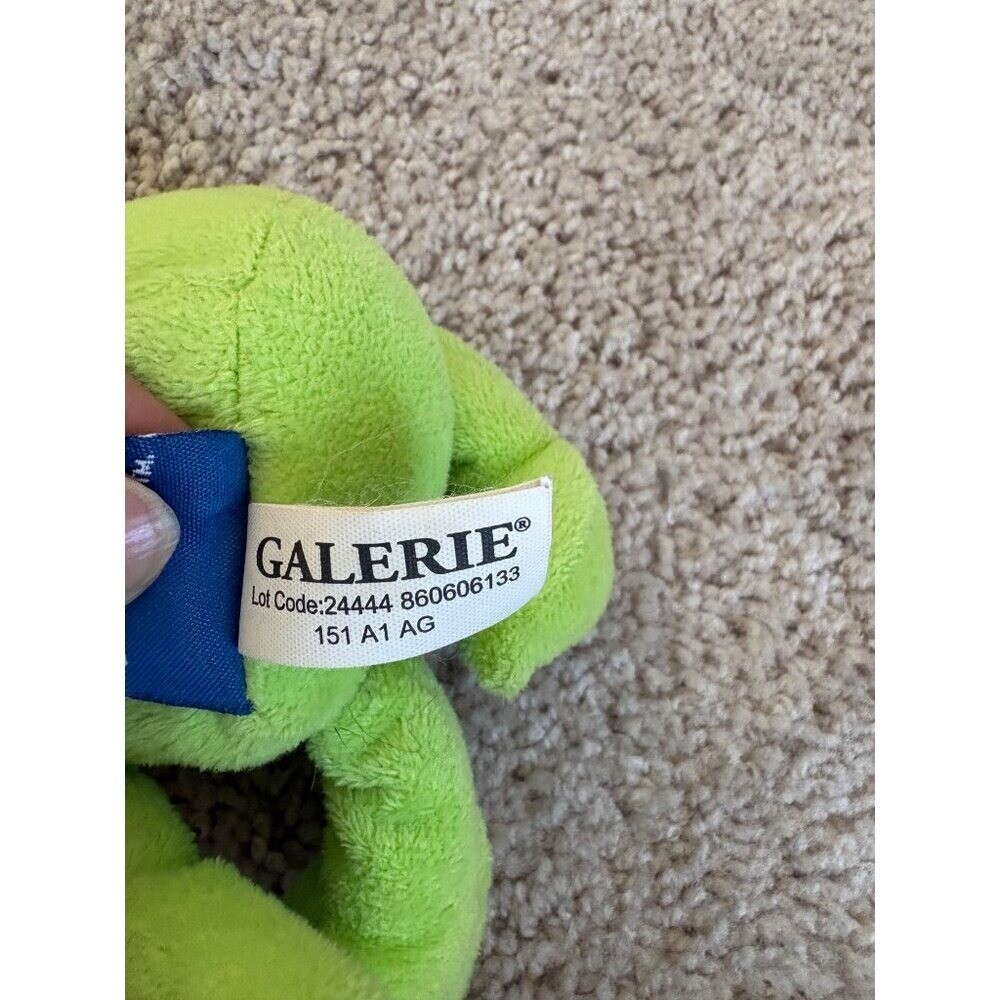 GALERIE®
Lot Code:24444 860606133
151 A1 AG